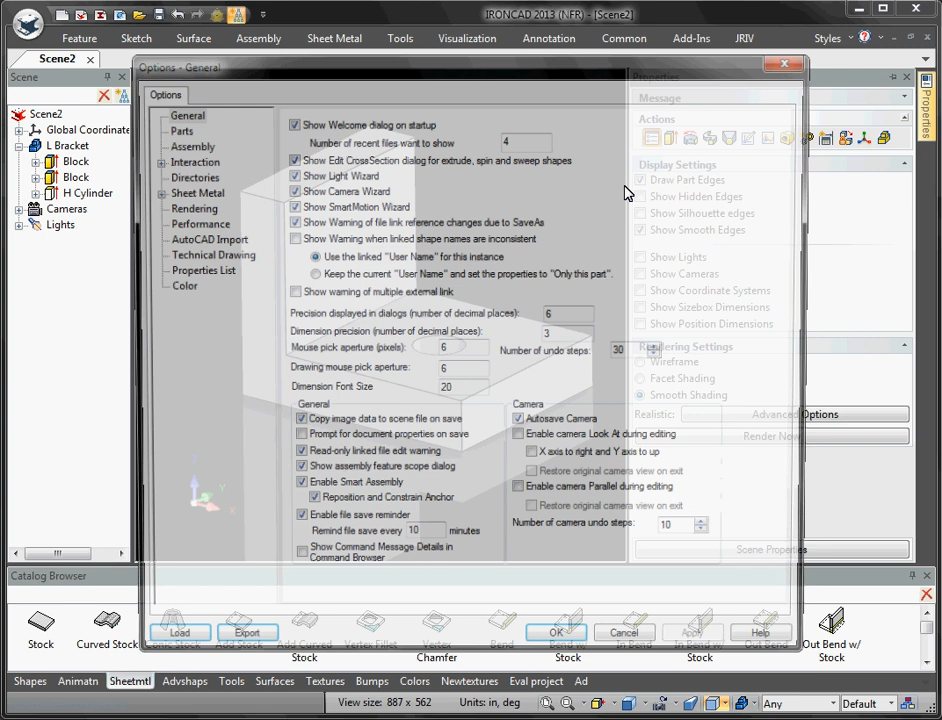 IRONCAD 2013 (NFR) - [Scene2]
Feature Sketch Surface Assembly Sheet Metal Tools Visualization Annotation Common Add-Ins JRIV Styles
Scene2
Scene
Options - General
Properties
Properties
Scene2
Global Coordinate
L Bracket
Block
Block
H Cylinder
Cameras
Lights
Options
General
Parts
Assembly
Interaction
Directories
Sheet Metal
Rendering
Performance
AutoCAD Import
Technical Drawing
Properties List
Color
Show Welcome dialog on startup
Number of recent files want to show 4
Show Edit CrossSection dialog for extrude, spin and sweep shapes
Show Light Wizard
Show Camera Wizard
Show SmartMotion Wizard
Show Warning of file link reference changes due to SaveAs
Show Warning when linked shape names are inconsistent
Use the linked "User Name" for this instance
Keep the current "User Name" and set the properties to "Only this part".
Show warning of multiple external link
Precision displayed in dialogs (number of decimal places): 6
Dimension precision (number of decimal places): 3
Mouse pick aperture (pixels): 6 Number of undo steps: 30
Drawing mouse pick aperture: 6
Dimension Font Size 20
General
Copy image data to scene file on save
Prompt for document properties on save
Read-only linked file edit warning
Show assembly feature scope dialog
Enable Smart Assembly
Reposition and Constrain Anchor
Enable file save reminder
Remind file save every 10 minutes
Show Command Message Details in
Command Browser
Camera
Autosave Camera
Enable camera Look At during editing
X axis to right and Y axis to up
Restore original camera view on exit
Enable camera Parallel during editing
Restore original camera view on exit
Number of camera undo steps: 10
Message
Actions
Display Settings
Draw Part Edges
Show Hidden Edges
Show Silhouette edges
Show Smooth Edges
Show Lights
Show Cameras
Show Coordinate Systems
Show Sizebox Dimensions
Show Position Dimensions
Rendering Settings
Wireframe
Facet Shading
Smooth Shading
Realistic: Advanced Options
Render Now
Scene Properties
Load Export OK Cancel Apply Help
Catalog Browser
Stock
Curved Stock
Conic Stock
Add Stock
Add Curved
Stock
Vertex Fillet
Vertex
Chamfer
Bend
Bend w/
Stock
In Bend
In Bend w/
Stock
Out Bend
Out Bend w/
Stock
Shapes Animatn Sheetmtl Advshaps Tools Surfaces Textures Bumps Colors Newtextures Eval project Ad
View size: 887 x 562 Units: in, deg Any Default